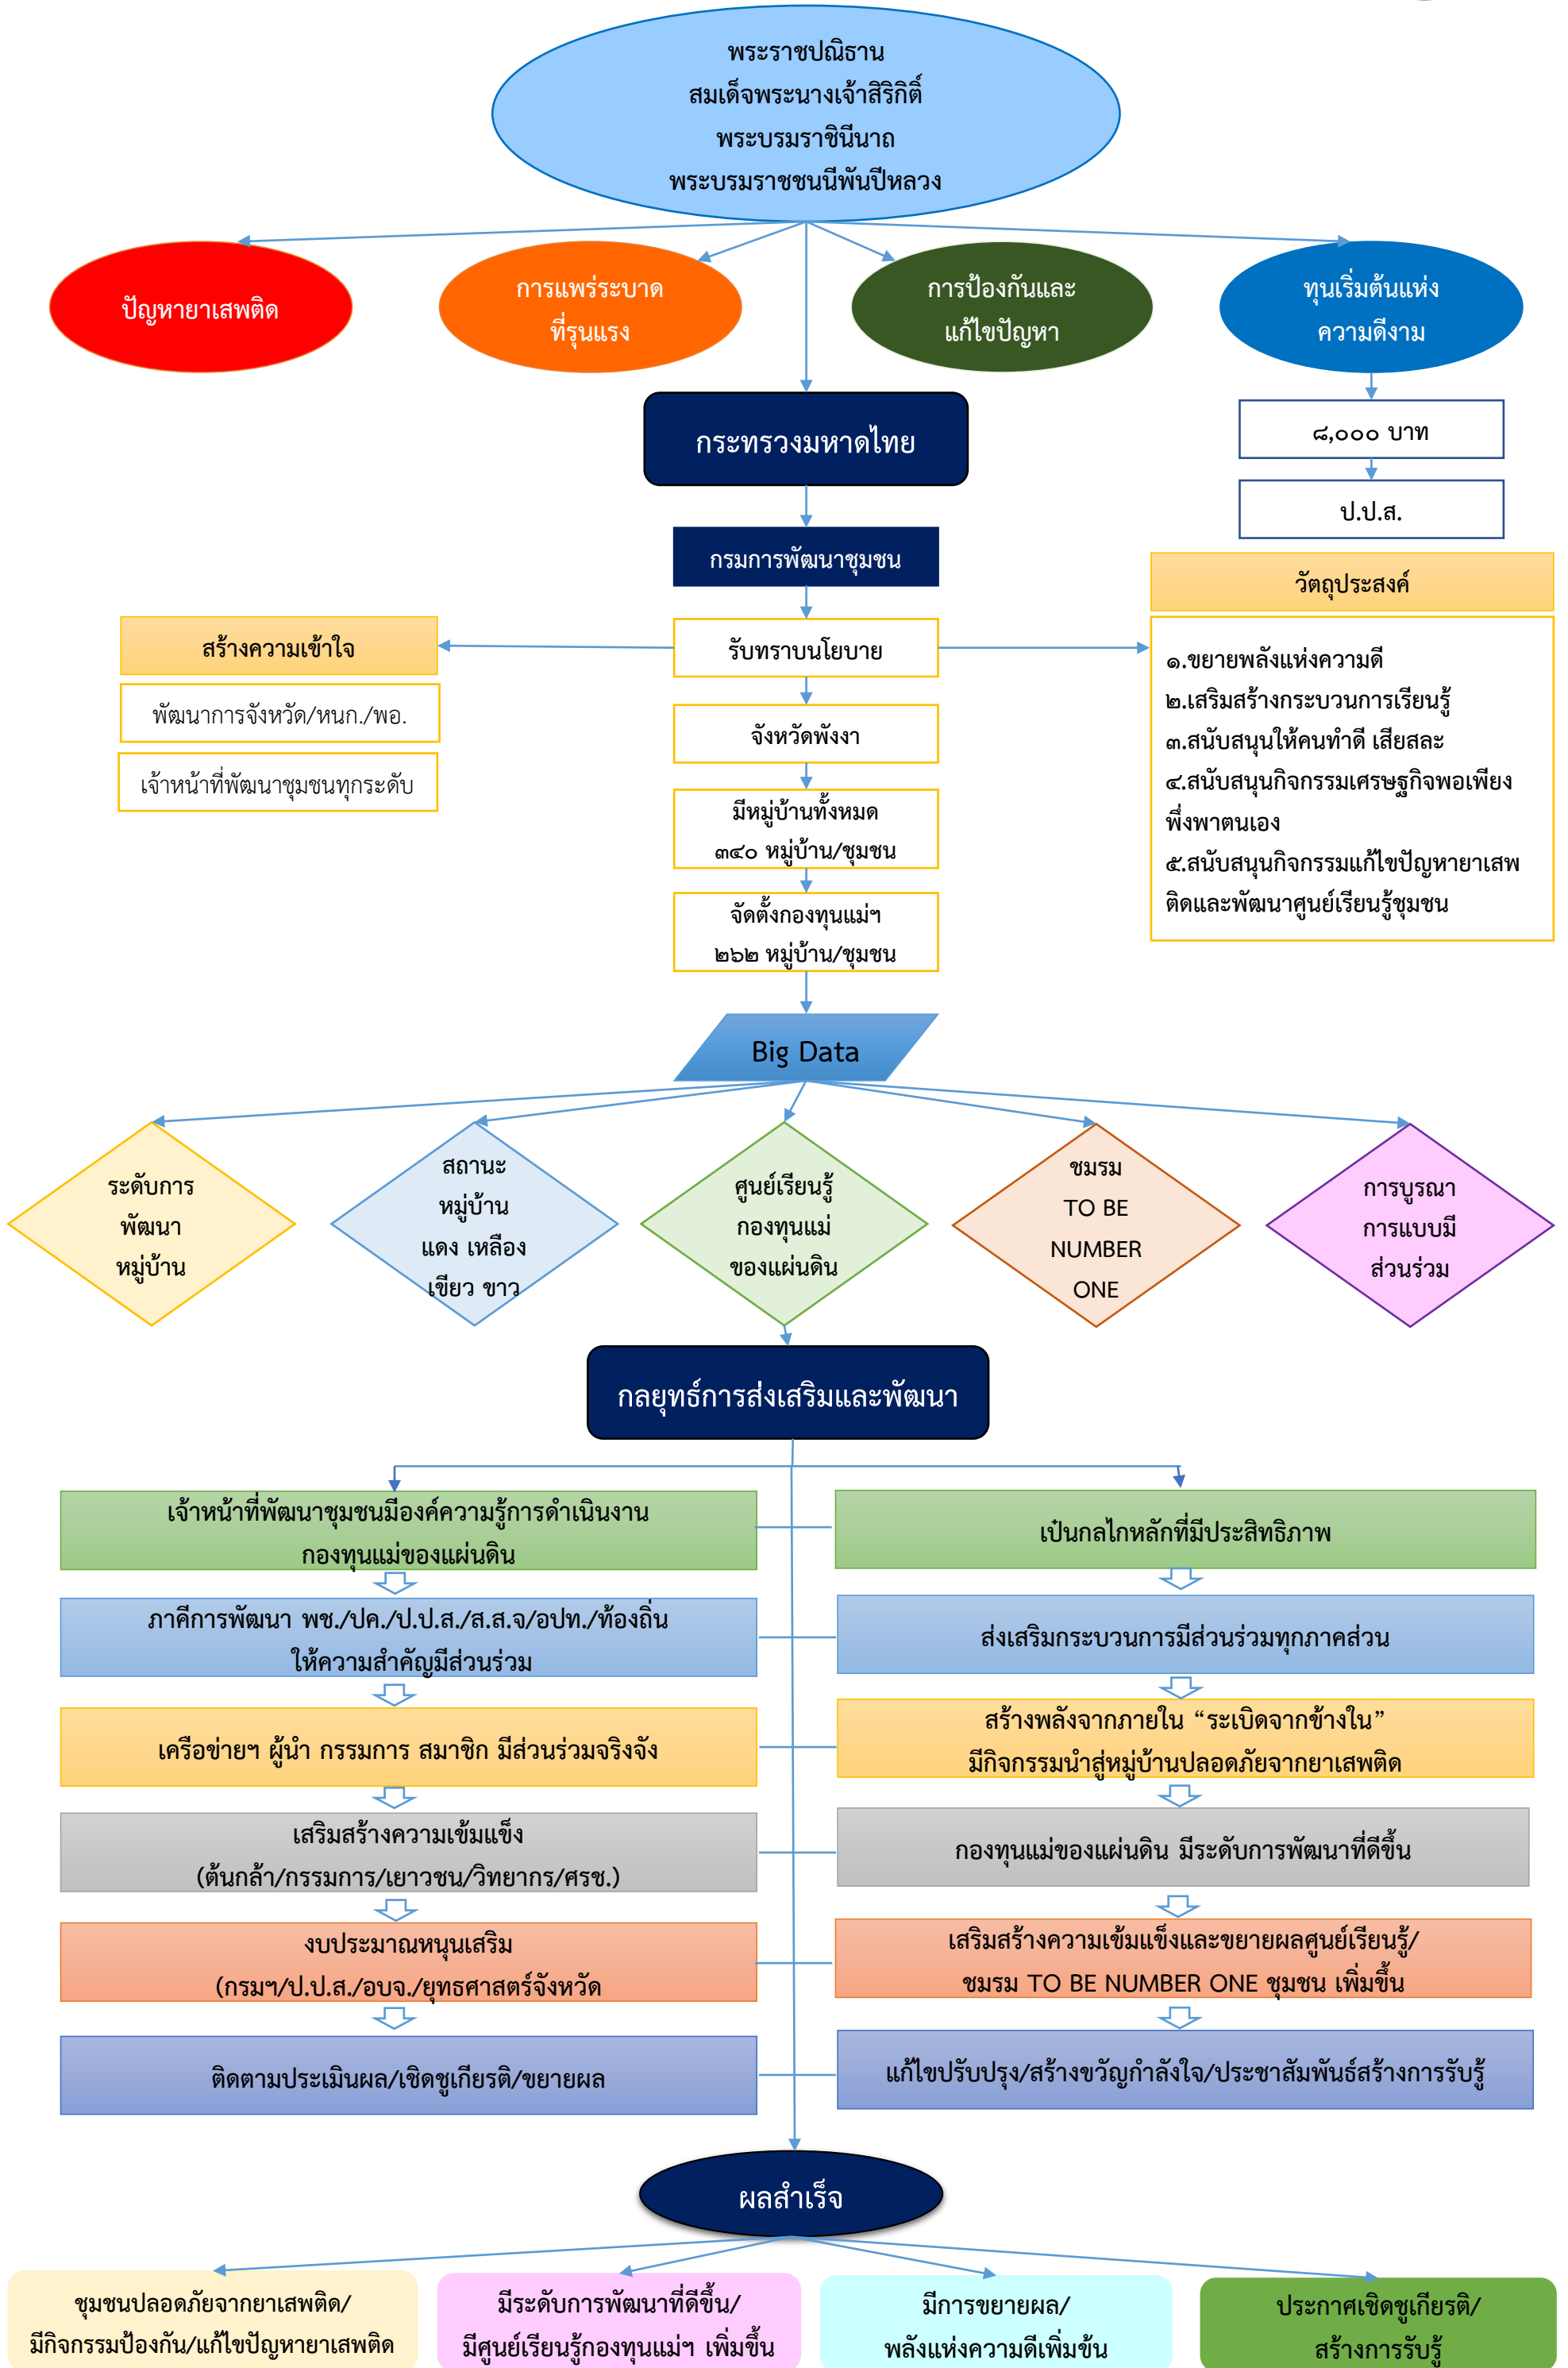 พระราชปณิธาน
สมเด็จพระนางเจ้าสิริกิติ์
พระบรมราชินีนาถ
พระบรมราชชนนีพันปีหลวง
ปัญหายาเสพติด
การแพร่ระบาด
ที่รุนแรง
การป้องกันและ
แก้ไขปัญหา
ทุนเริ่มต้นแห่ง
ความดีงาม
๘,๐๐๐ บาท
ป.ป.ส.
กระทรวงมหาดไทย
กรมการพัฒนาชุมชน
รับทราบนโยบาย
สร้างความเข้าใจ
พัฒนาการจังหวัด/หนก./พอ.
เจ้าหน้าที่พัฒนาชุมชนทุกระดับ
วัตถุประสงค์
๑.ขยายพลังแห่งความดี
๒.เสริมสร้างกระบวนการเรียนรู้
๓.สนับสนุนให้คนทำดี เสียสละ
๔.สนับสนุนกิจกรรมเศรษฐกิจพอเพียง
พึ่งพาตนเอง
๕.สนับสนุนกิจกรรมแก้ไขปัญหายาเสพ
ติดและพัฒนาศูนย์เรียนรู้ชุมชน
จังหวัดพังงา
มีหมู่บ้านทั้งหมด
๓๔๐ หมู่บ้าน/ชุมชน
จัดตั้งกองทุนแม่ฯ
๒๖๒ หมู่บ้าน/ชุมชน
Big Data
ระดับการ
พัฒนา
หมู่บ้าน
สถานะ
หมู่บ้าน
แดง เหลือง
เขียว ขาว
ศูนย์เรียนรู้
กองทุนแม่
ของแผ่นดิน
ชมรม
TO BE
NUMBER
ONE
การบูรณา
การแบบมี
ส่วนร่วม
กลยุทธ์การส่งเสริมและพัฒนา
เจ้าหน้าที่พัฒนาชุมชนมีองค์ความรู้การดำเนินงาน
กองทุนแม่ของแผ่นดิน
เป็นกลไกหลักที่มีประสิทธิภาพ
ภาคีการพัฒนา พช./ปค./ป.ป.ส./ส.ส.จ/อปท./ท้องถิ่น
ให้ความสำคัญมีส่วนร่วม
ส่งเสริมกระบวนการมีส่วนร่วมทุกภาคส่วน
เครือข่ายฯ ผู้นำ กรรมการ สมาชิก มีส่วนร่วมจริงจัง
สร้างพลังจากภายใน “ระเบิดจากข้างใน”
มีกิจกรรมนำสู่หมู่บ้านปลอดภัยจากยาเสพติด
เสริมสร้างความเข้มแข็ง
(ต้นกล้า/กรรมการ/เยาวชน/วิทยากร/ศรช.)
กองทุนแม่ของแผ่นดิน มีระดับการพัฒนาที่ดีขึ้น
งบประมาณหนุนเสริม
(กรมฯ/ป.ป.ส./อบจ./ยุทธศาสตร์จังหวัด
เสริมสร้างความเข้มแข็งและขยายผลศูนย์เรียนรู้/
ชมรม TO BE NUMBER ONE ชุมชน เพิ่มขึ้น
ติดตามประเมินผล/เชิดชูเกียรติ/ขยายผล
แก้ไขปรับปรุง/สร้างขวัญกำลังใจ/ประชาสัมพันธ์สร้างการรับรู้
ผลสำเร็จ
ชุมชนปลอดภัยจากยาเสพติด/
มีกิจกรรมป้องกัน/แก้ไขปัญหายาเสพติด
มีระดับการพัฒนาที่ดีขึ้น/
มีศูนย์เรียนรู้กองทุนแม่ฯ เพิ่มขึ้น
มีการขยายผล/
พลังแห่งความดีเพิ่มข้น
ประกาศเชิดชูเกียรติ/
สร้างการรับรู้